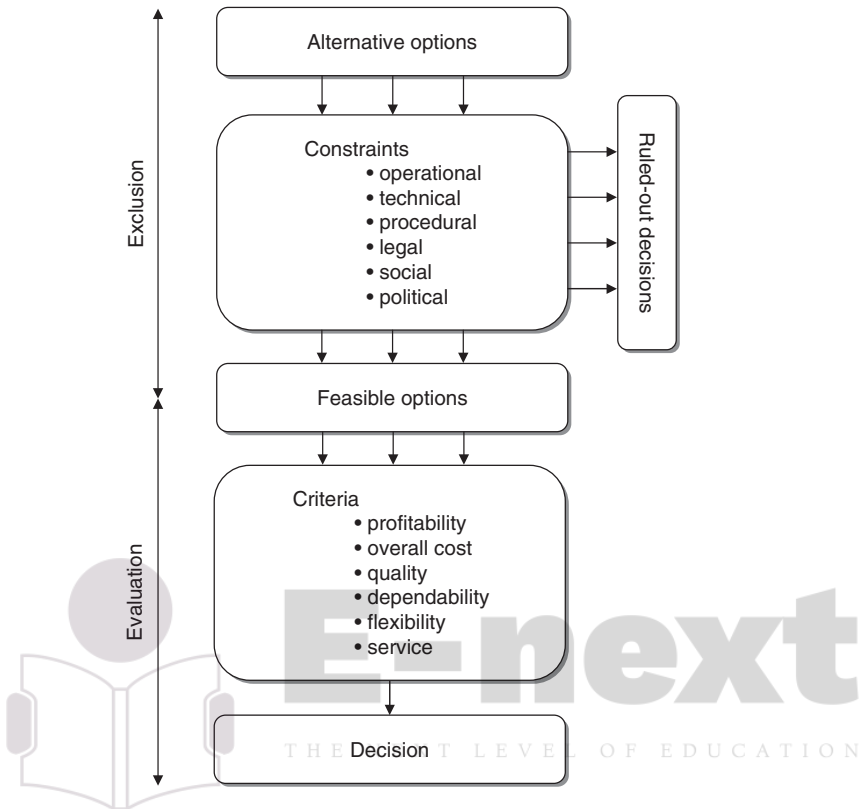 Alternative options
Constraints
• operational
• technical
• procedural
• legal
• social
• political
Ruled-out decisions
Exclusion
Feasible options
Criteria
• profitability
• overall cost
• quality
• dependability
• flexibility
• service
Evaluation
E-next
Decision
THE LEVEL OF EDUCATION